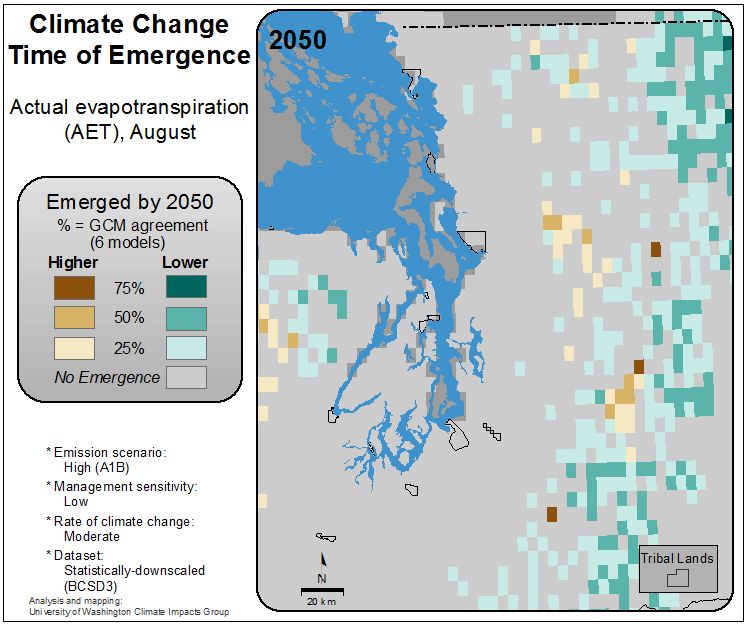 Climate Change
Time of Emergence
Actual evapotranspiration
(AET), August
Emerged by 2050
% = GCM agreement
(6 models)
Higher Lower
75%
50%
25%
No Emergence
* Emission scenario:
High (A1B)
* Management sensitivity:
Low
* Rate of climate change:
Moderate
* Dataset:
Statistically-downscaled
(BCSD3)
Analysis and mapping:
University of Washington Climate Impacts Group
2050
N
20 km
Tribal Lands